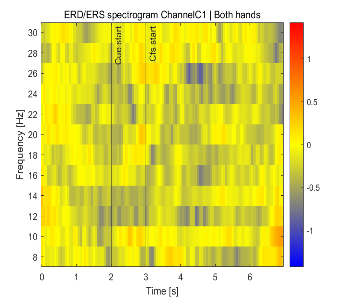 ERD/ERS spectrogram ChannelC1 | Both hands
Frequency [Hz]
30
28
26
24
22
20
18
16
14
12
10
8
Cue start
Cfs start
0 1 2 3 4 5 6
Time [s]
1
0.5
0
-0.5
-1